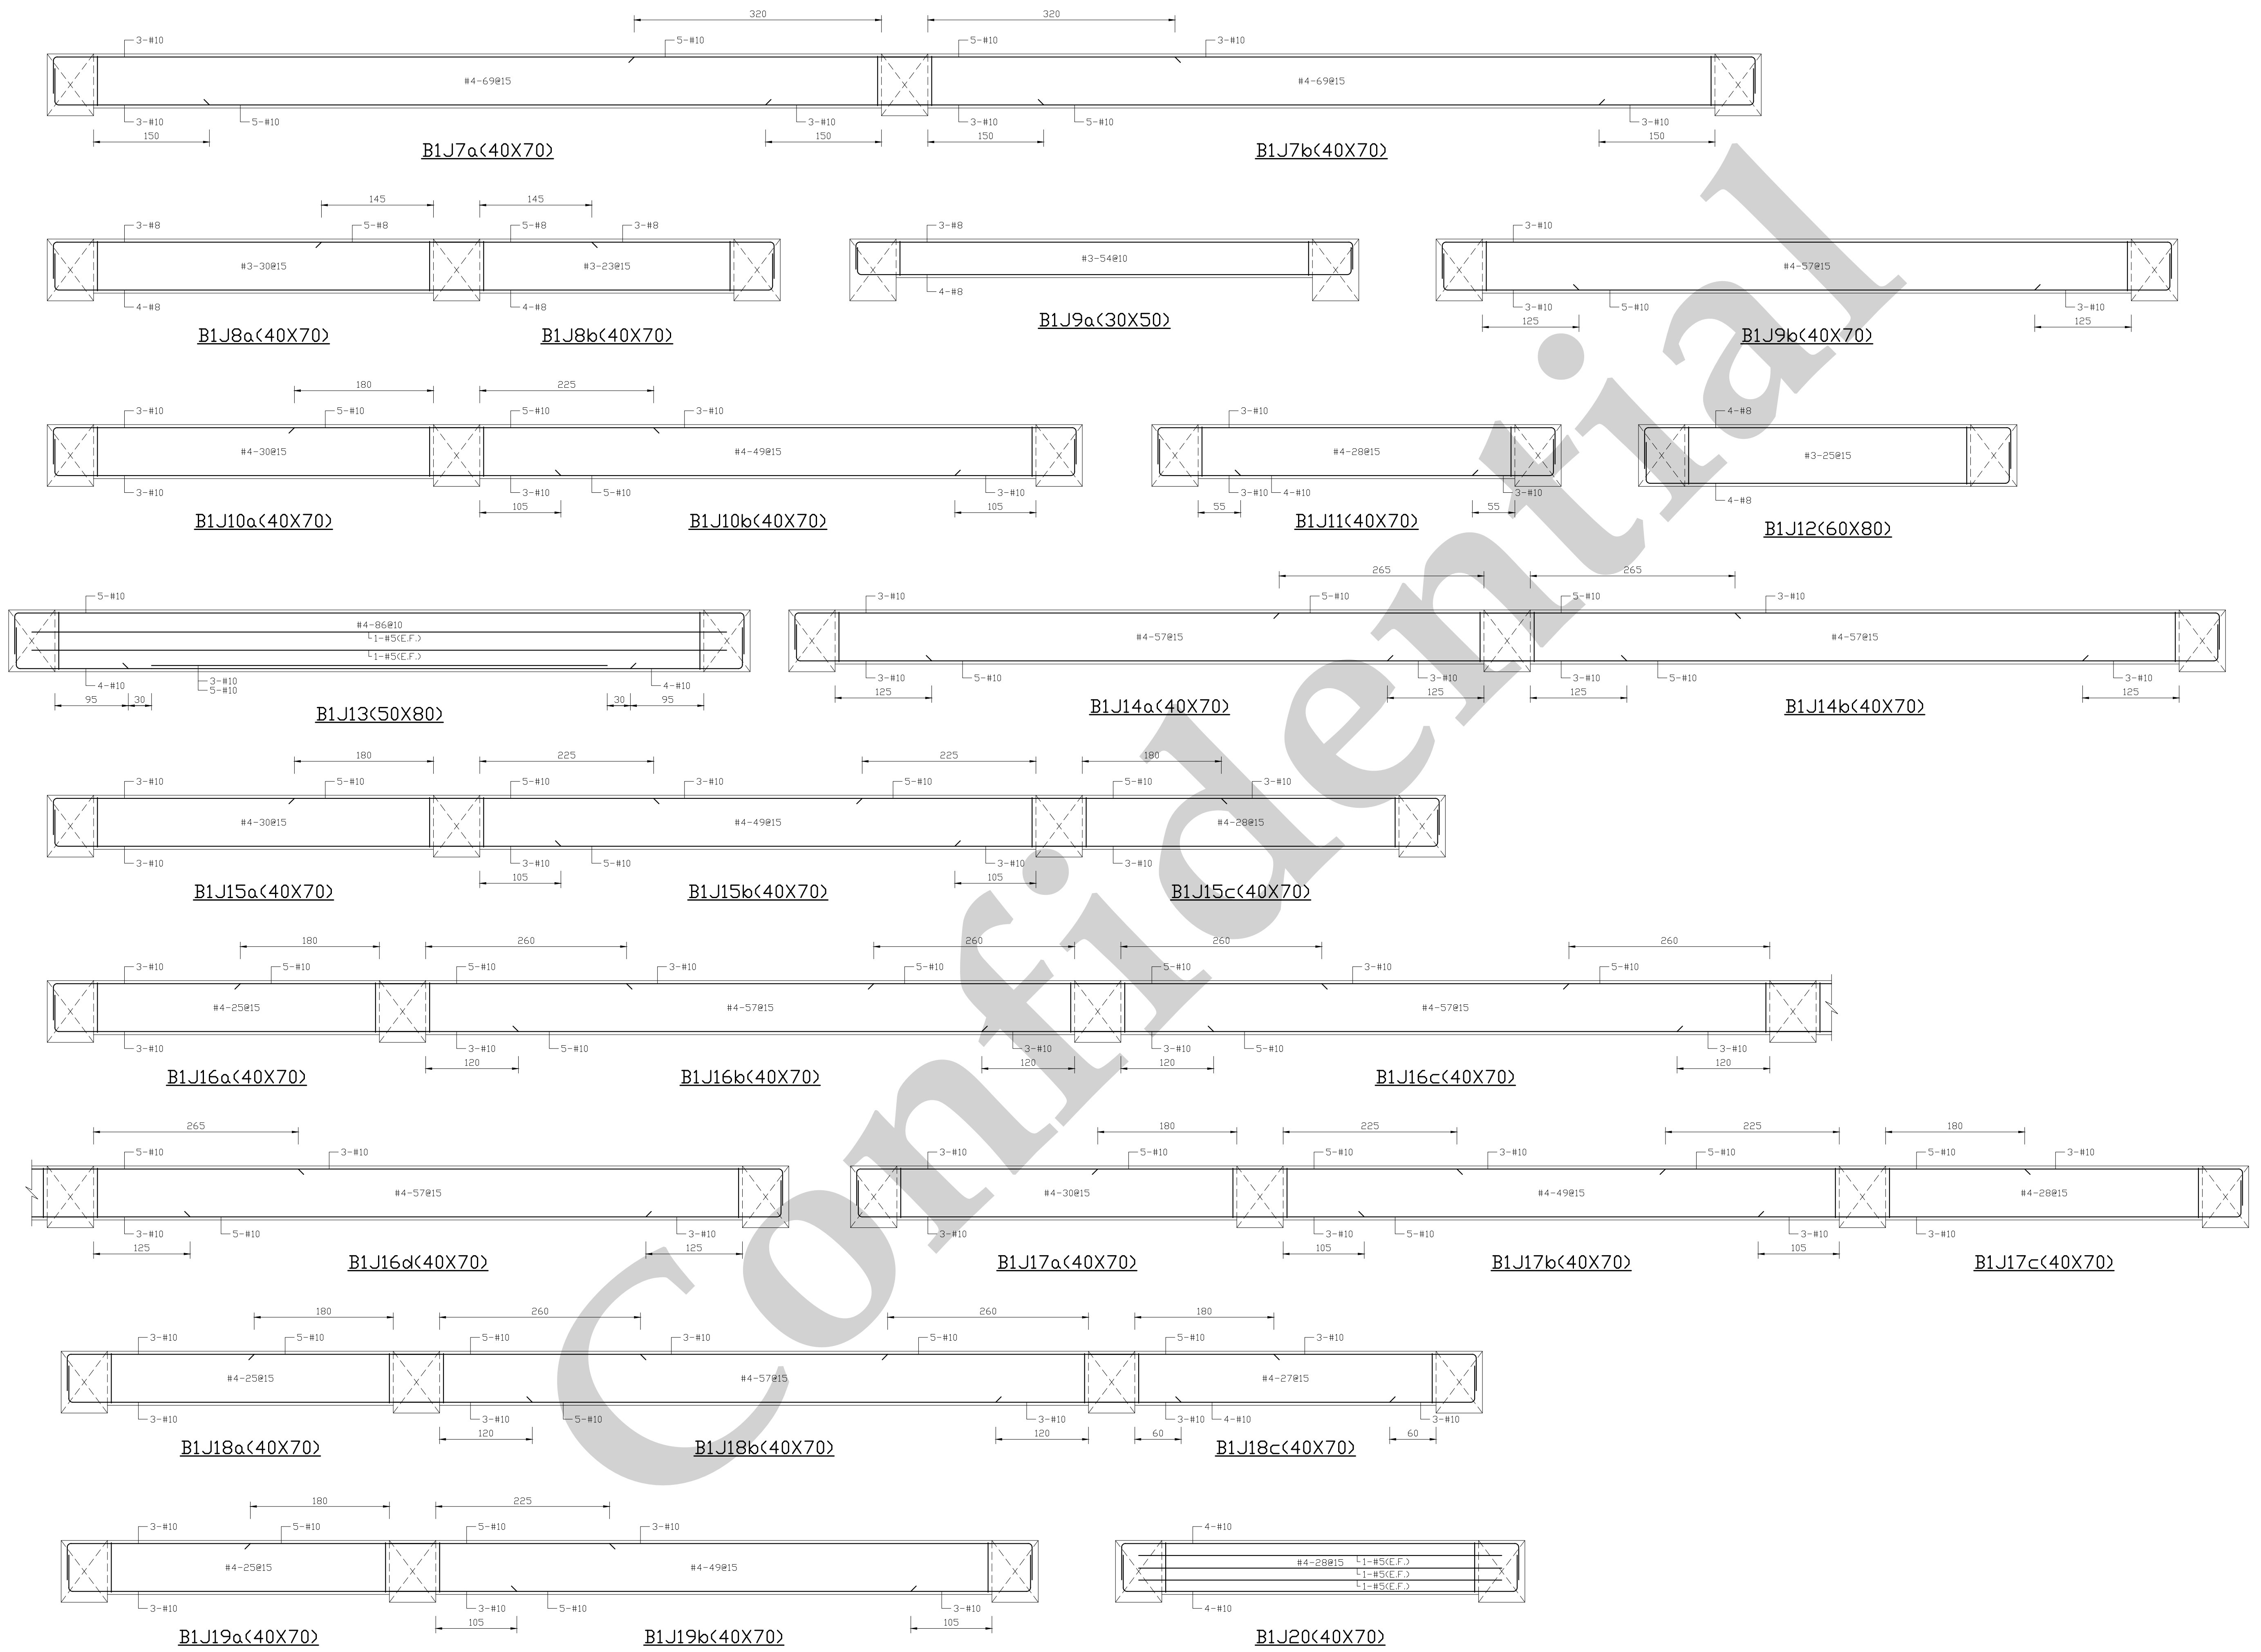 320 320
3-#10 5-#10 5-#10 3-#10
#4-69@15 #4-69@15
3-#10 5-#10 3-#10 3-#10 5-#10 3-#10
150 150 150 150
B1J7a(40X70) B1J7b(40X70)
145 145
3-#8 5-#8 5-#8 3-#8 3-#8 3-#10
#3-30@15 #3-23@15 #3-54@10 #4-57@15
4-#8 4-#8 4-#8 3-#10 5-#10 3-#10
125 125
B1J8a(40X70) B1J8b(40X70) B1J9a(30X50) B1J9b(40X70)
180 225
3-#10 5-#10 5-#10 3-#10 3-#10 4-#8
#4-30@15 #4-49@15 #4-28@15 #3-25@15
3-#10 3-#10 5-#10 3-#10 3-#10 4-#10 3-#10 4-#8
105 105 55 55
B1J10a(40X70) B1J10b(40X70) B1J11(40X70) B1J12(60X80)
265 265
5-#10 3-#10 5-#10 5-#10 3-#10
#4-86@10
1-#5(E.F.) #4-57@15 #4-57@15
1-#5(E.F.)
4-#10 3-#10 4-#10 3-#10 5-#10 3-#10 3-#10 5-#10 3-#10
5-#10
95 30 30 95 125 125 125 125
B1J13(50X80) B1J14a(40X70) B1J14b(40X70)
180 225 225 180
3-#10 5-#10 5-#10 3-#10 5-#10 5-#10 3-#10
#4-30@15 #4-49@15 #4-28@15
3-#10 3-#10 5-#10 3-#10 3-#10
105 105
B1J15a(40X70) B1J15b(40X70) B1J15c(40X70)
180 260 260 260 260
3-#10 5-#10 5-#10 3-#10 5-#10 5-#10 3-#10 5-#10
#4-25@15 #4-57@15 #4-57@15
3-#10 3-#10 5-#10 3-#10 3-#10 5-#10 3-#10
120 120 120 120
B1J16a(40X70) B1J16b(40X70) B1J16c(40X70)
265 180 225 225 180
5-#10 3-#10 3-#10 5-#10 5-#10 3-#10 5-#10 5-#10 3-#10
#4-57@15 #4-30@15 #4-49@15 #4-28@15
3-#10 5-#10 3-#10 3-#10 3-#10 5-#10 3-#10 3-#10
125 125 105 105
B1J16d(40X70) B1J17a(40X70) B1J17b(40X70) B1J17c(40X70)
180 260 260 180
3-#10 5-#10 5-#10 3-#10 5-#10 5-#10 3-#10
#4-25@15 #4-57@15 #4-27@15
3-#10 3-#10 5-#10 3-#10 3-#10 4-#10 3-#10
120 120 60 60
B1J18a(40X70) B1J18b(40X70) B1J18c(40X70)
180 225
3-#10 5-#10 5-#10 3-#10 4-#10
#4-25@15 #4-49@15 #4-28@15 1-#5(E.F.)
1-#5(E.F.)
1-#5(E.F.)
3-#10 3-#10 5-#10 3-#10 4-#10
105 105
B1J19a(40X70) B1J19b(40X70) B1J20(40X70)
Confidential